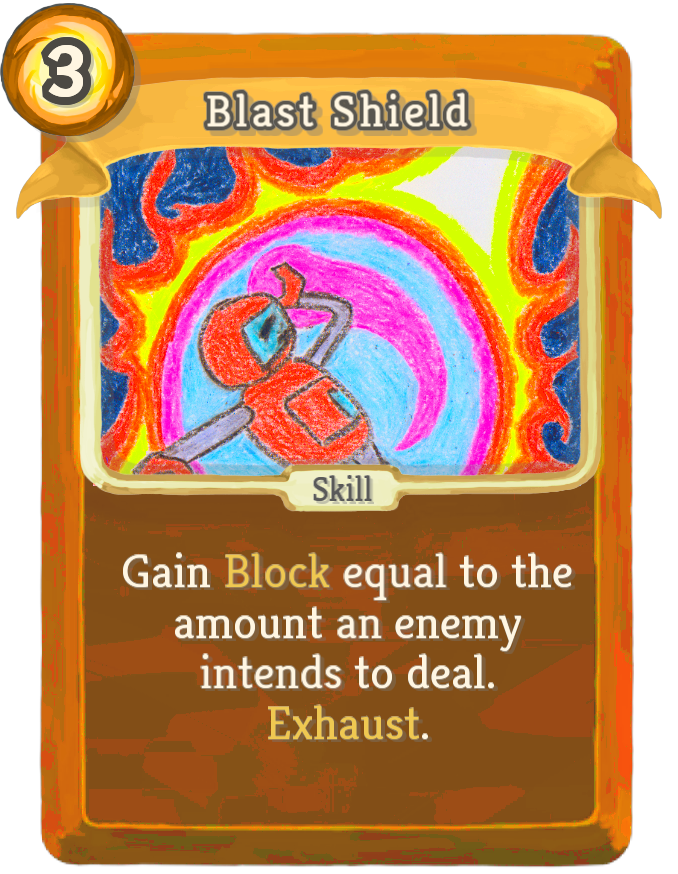 3
Blast Shield
Skill
Gain Block equal to the
amount an enemy
intends to deal.
Exhaust.